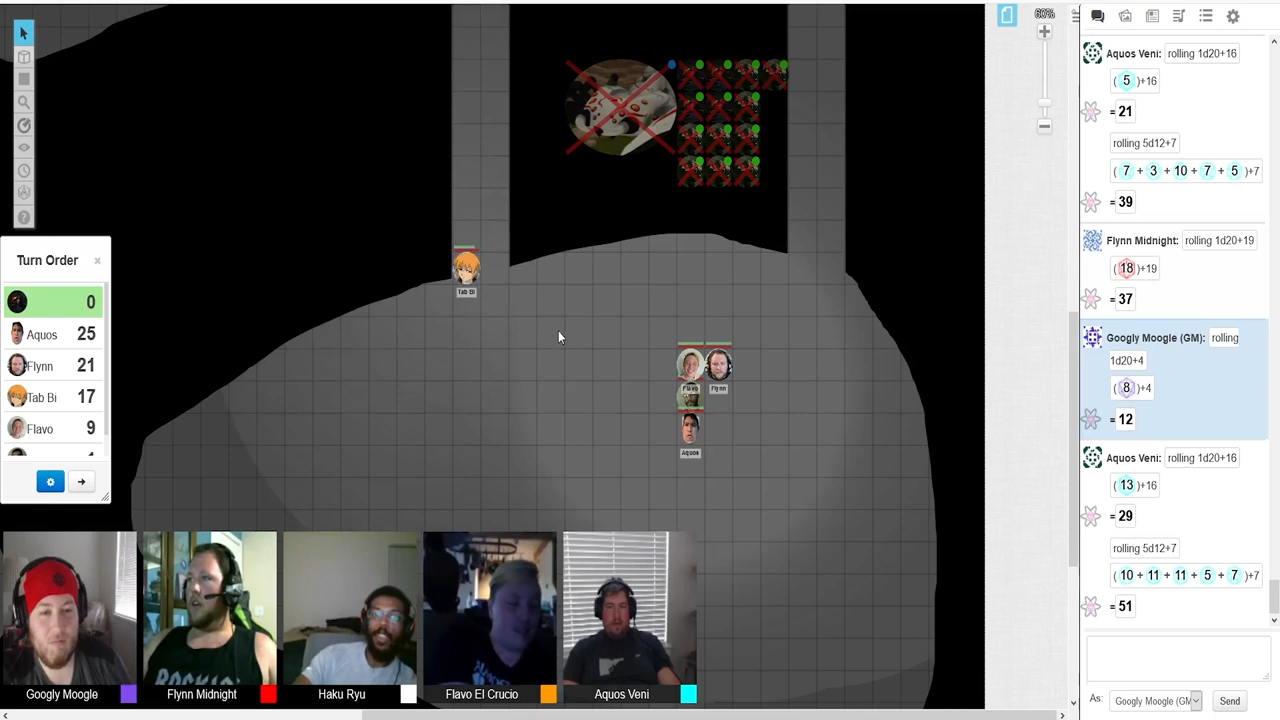 60%
Turn Order
×
0
Aquos 25
Flynn 21
Tab Bi 17
Flavo 9
Tab Bi
Flavo
Flynn
Aquos
Googly Moogle
Flynn Midnight
Haku Ryu
Flavo El Crucio
Aquos Veni
Aquos Veni: rolling 1d20+16
(5)+16
= 21
rolling 5d12+7
(7 + 3 + 10 + 7 + 5)+7
= 39
Flynn Midnight: rolling 1d20+19
(18)+19
= 37
Googly Moogle (GM): rolling
1d20+4
(8)+4
= 12
Aquos Veni: rolling 1d20+16
(13)+16
= 29
rolling 5d12+7
(10 + 11 + 11 + 5 + 7)+7
= 51
As: Googly Moogle (GM
Send